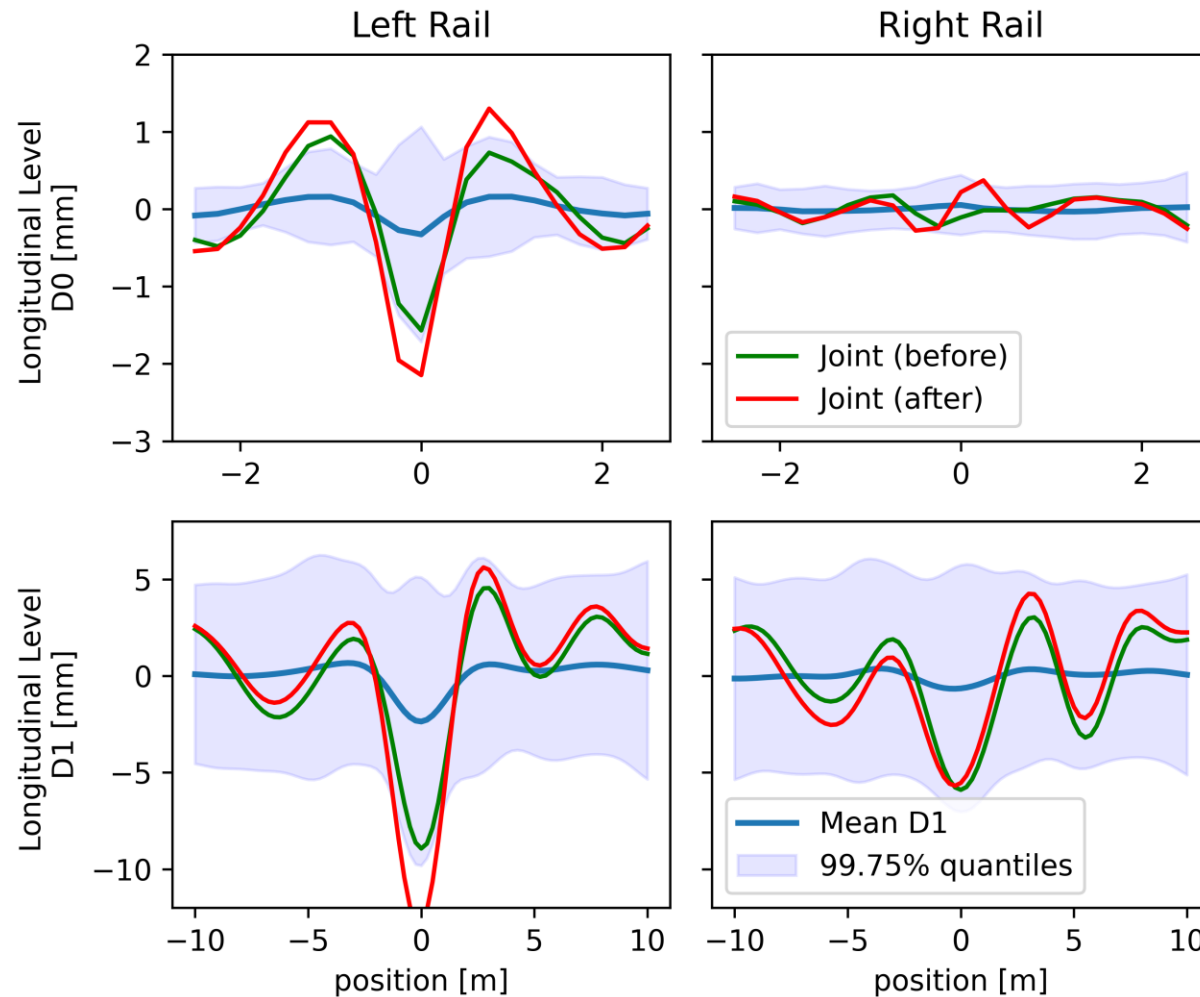 Left Rail
Right Rail
Longitudinal Level
D0 [mm]
2
1
0
−1
−2
−3
−2
0
2
Joint (before)
Joint (after)
−2
0
2
Longitudinal Level
D1 [mm]
5
0
−5
−10
−10
−5
0
5
10
position [m]
Mean D1
99.75% quantiles
−10
−5
0
5
10
position [m]